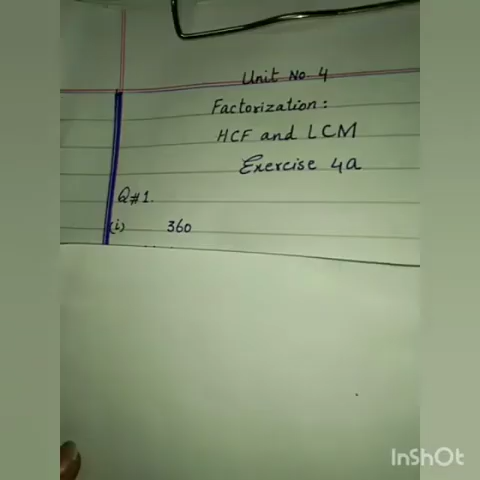 Unit No. 4
Factorization:
HCF and LCM
Exercise 4a
Q#1.
(i) 360
InShOt